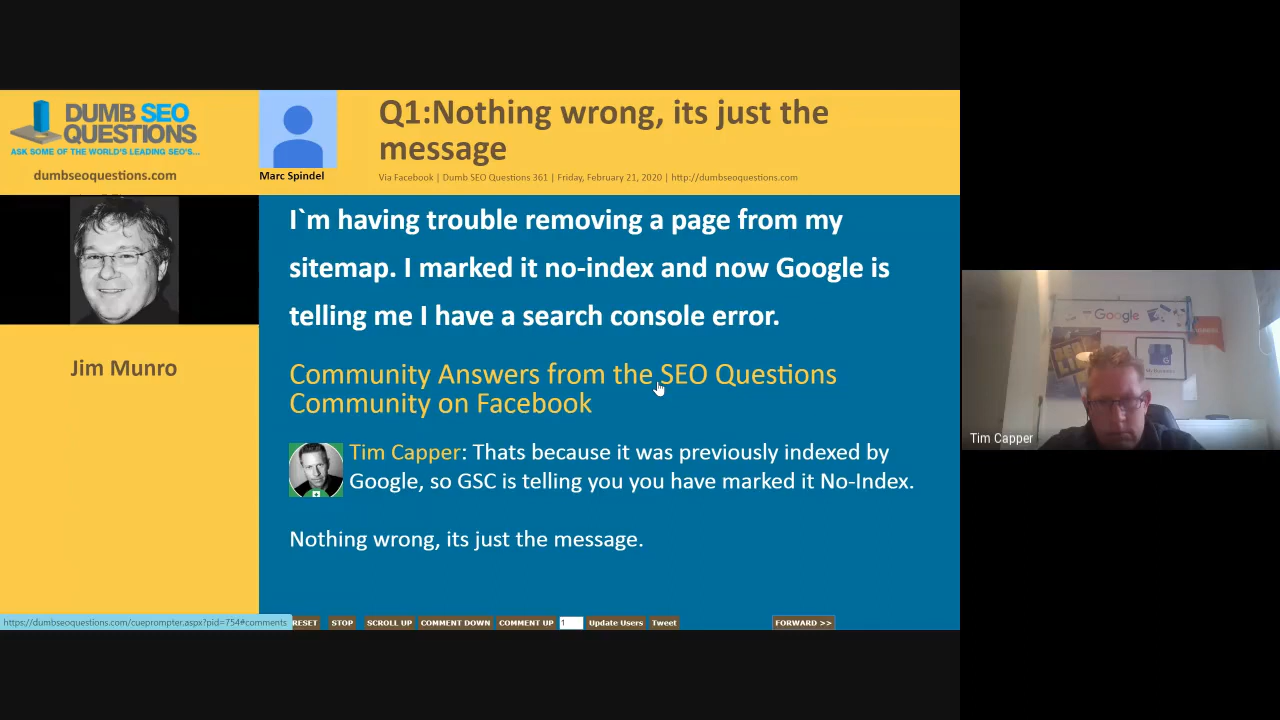 DUMB SEO
QUESTIONS
ASK SOME OF THE WORLD'S LEADING SEO'S...
dumbseoquestions.com
Marc Spindel
Q1:Nothing wrong, its just the
message
Via Facebook | Dumb SEO Questions 361 | Friday, February 21, 2020 | http://dumbseoquestions.com
Jim Munro
I`m having trouble removing a page from my
sitemap. I marked it no-index and now Google is
telling me I have a search console error.
Community Answers from the SEO Questions
Community on Facebook
Tim Capper: Thats because it was previously indexed by
Google, so GSC is telling you you have marked it No-Index.
Nothing wrong, its just the message.
https://dumbseoquestions.com/cueprompter.aspx?pid=754#comments
RESET STOP SCROLL UP COMMENT DOWN COMMENT UP 1 Update Users Tweet FORWARD >>
Google
My Business
Tim Capper